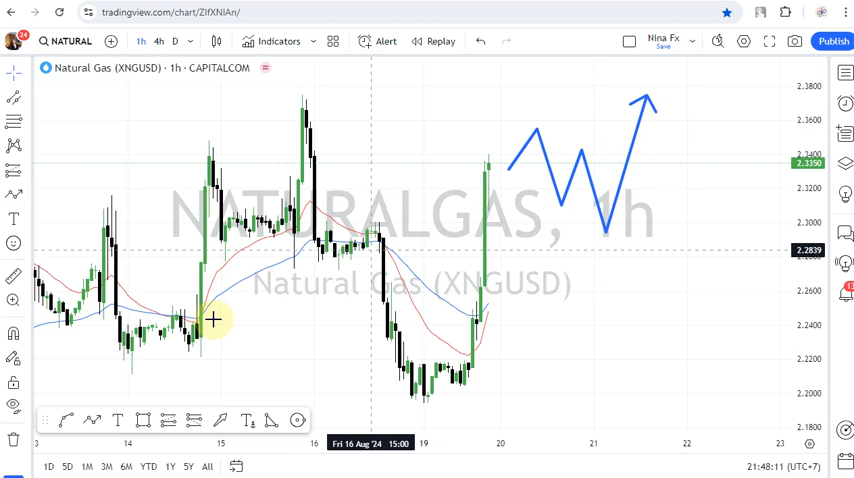 tradingview.com/chart/ZIfXNIAn/
23 NATURAL 1h 4h D Indicators Alert Replay Nina Fx Save Publish
Natural Gas (XNGUSD) · 1h · CAPITALCOM
NATURALGAS, 1h
Natural Gas (XNGUSD)
2.3800
2.3400
2.3350
2.3200
2.3000
2.2839
2.2600
2.2400
2.2200
2.2000
2.1800
3 14 15 16 Fri 16 Aug '24 15:00 19 20 21 22 23
1D 5D 1M 3M 6M YTD 1Y 5Y All 21:48:11 (UTC+7)